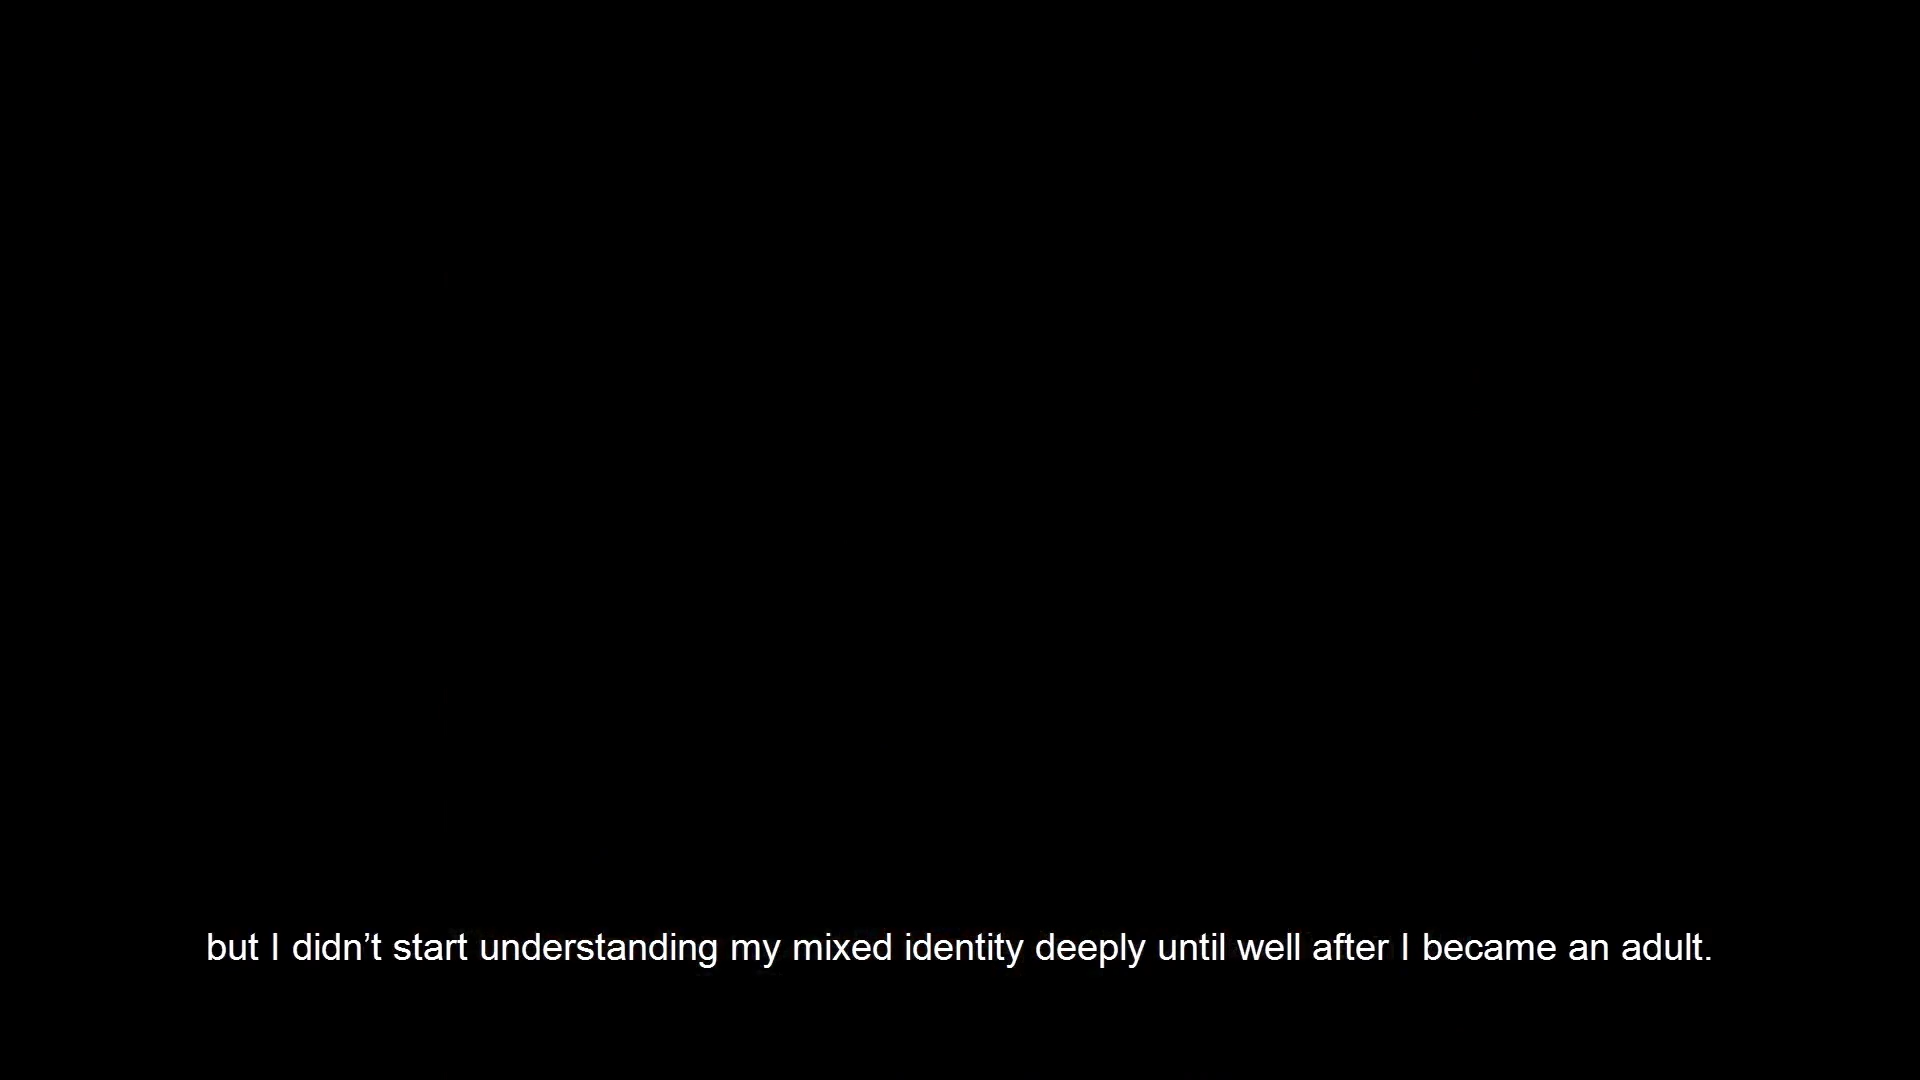 but I didn’t start understanding my mixed identity deeply until well after I became an adult.